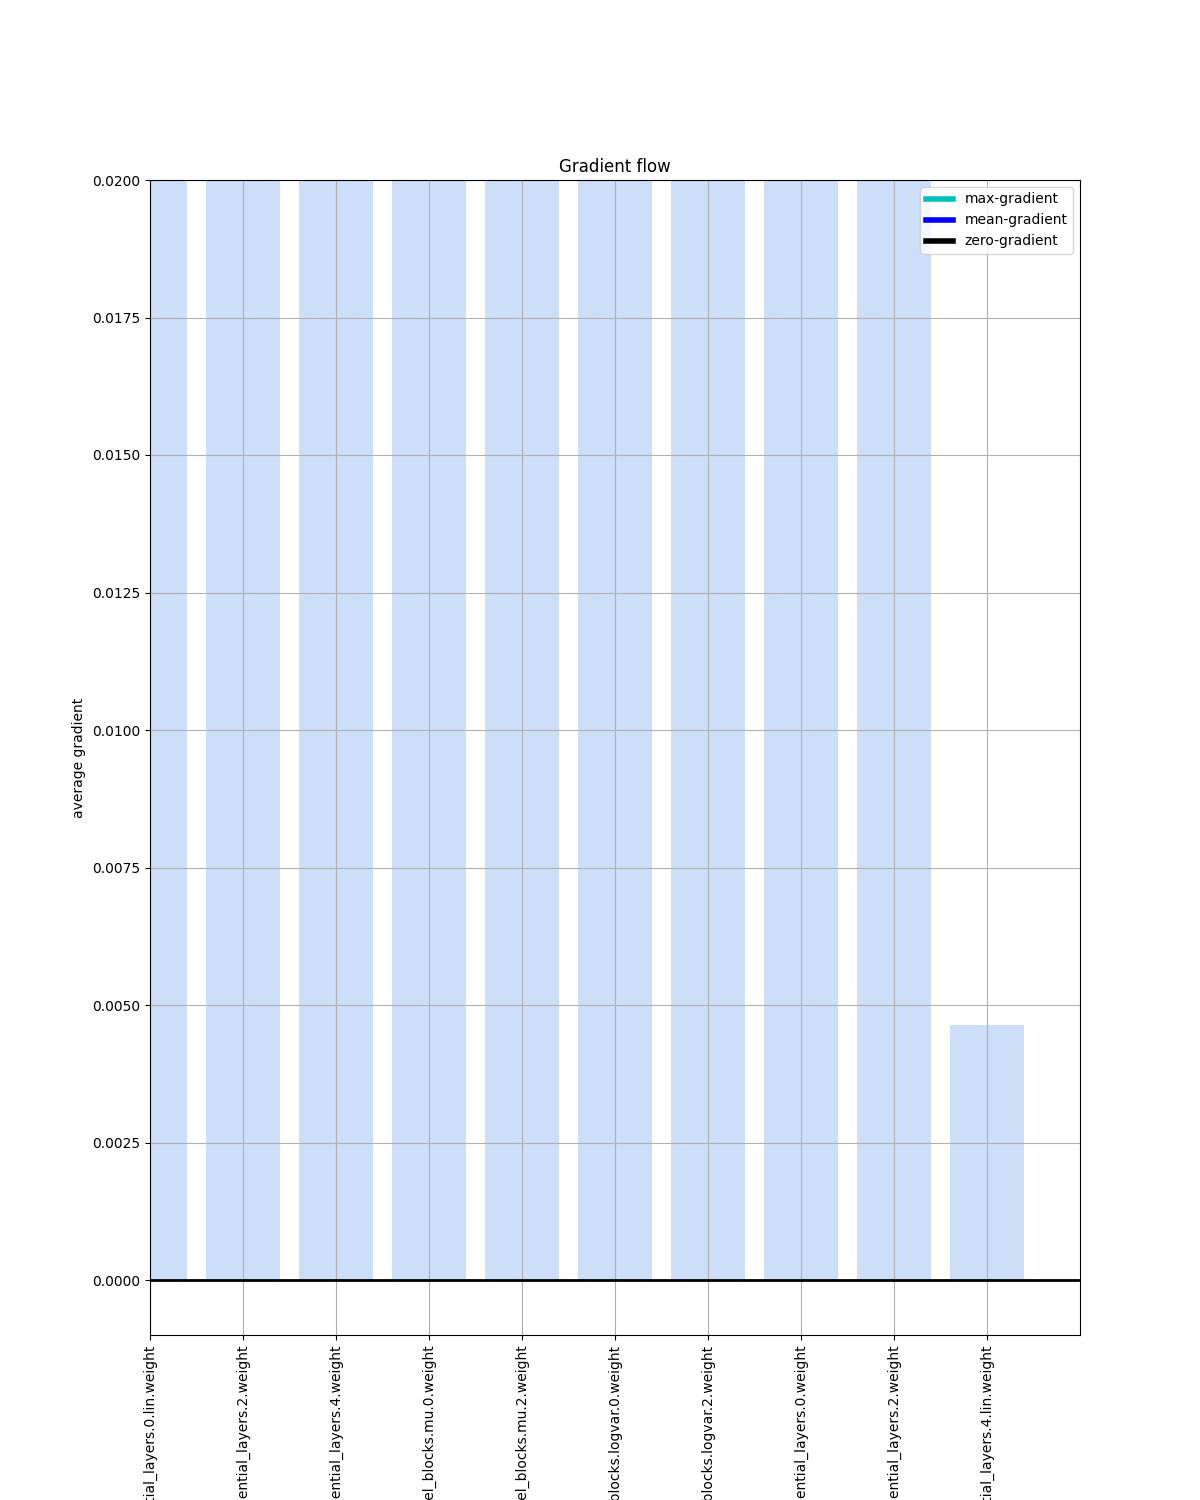 Gradient flow
0.0200
0.0175
0.0150
0.0125
0.0100
0.0075
0.0050
0.0025
0.0000
average gradient
max-gradient
mean-gradient
zero-gradient
tial_layers.0.lin.weight
ential_layers.2.weight
ential_layers.4.weight
el_blocks.mu.0.weight
el_blocks.mu.2.weight
blocks.logvar.0.weight
blocks.logvar.2.weight
ential_layers.0.weight
ential_layers.2.weight
tial_layers.4.lin.weight